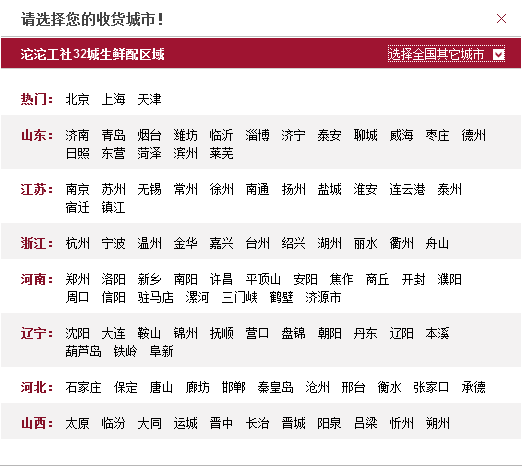 请选择您的收货城市！
沱沱工社32城生鲜配区域 选择全国其它城市
热门： 北京 上海 天津
山东： 济南 青岛 烟台 潍坊 临沂 淄博 济宁 泰安 聊城 威海 枣庄 德州
日照 东营 菏泽 滨州 莱芜
江苏： 南京 苏州 无锡 常州 徐州 南通 扬州 盐城 淮安 连云港 泰州
宿迁 镇江
浙江： 杭州 宁波 温州 金华 嘉兴 台州 绍兴 湖州 丽水 衢州 舟山
河南： 郑州 洛阳 新乡 南阳 许昌 平顶山 安阳 焦作 商丘 开封 濮阳
周口 信阳 驻马店 漯河 三门峡 鹤壁 济源市
辽宁： 沈阳 大连 鞍山 锦州 抚顺 营口 盘锦 朝阳 丹东 辽阳 本溪
葫芦岛 铁岭 阜新
河北： 石家庄 保定 唐山 廊坊 邯郸 秦皇岛 沧州 邢台 衡水 张家口 承德
山西： 太原 临汾 大同 运城 晋中 长治 晋城 阳泉 吕梁 忻州 朔州